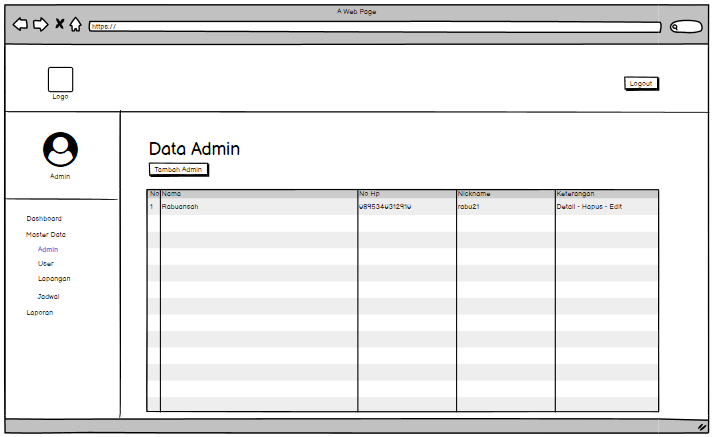 A Web Page
https://
Logo
Logout
Admin
Data Admin
Tambah Admin
No Nama No Hp Nickname Keterangan
1 Rabuansah 0895340312910 rabu21 Detail - Hapus - Edit
Dashboard
Master Data
Admin
User
Lapangan
Jadwal
Laporan